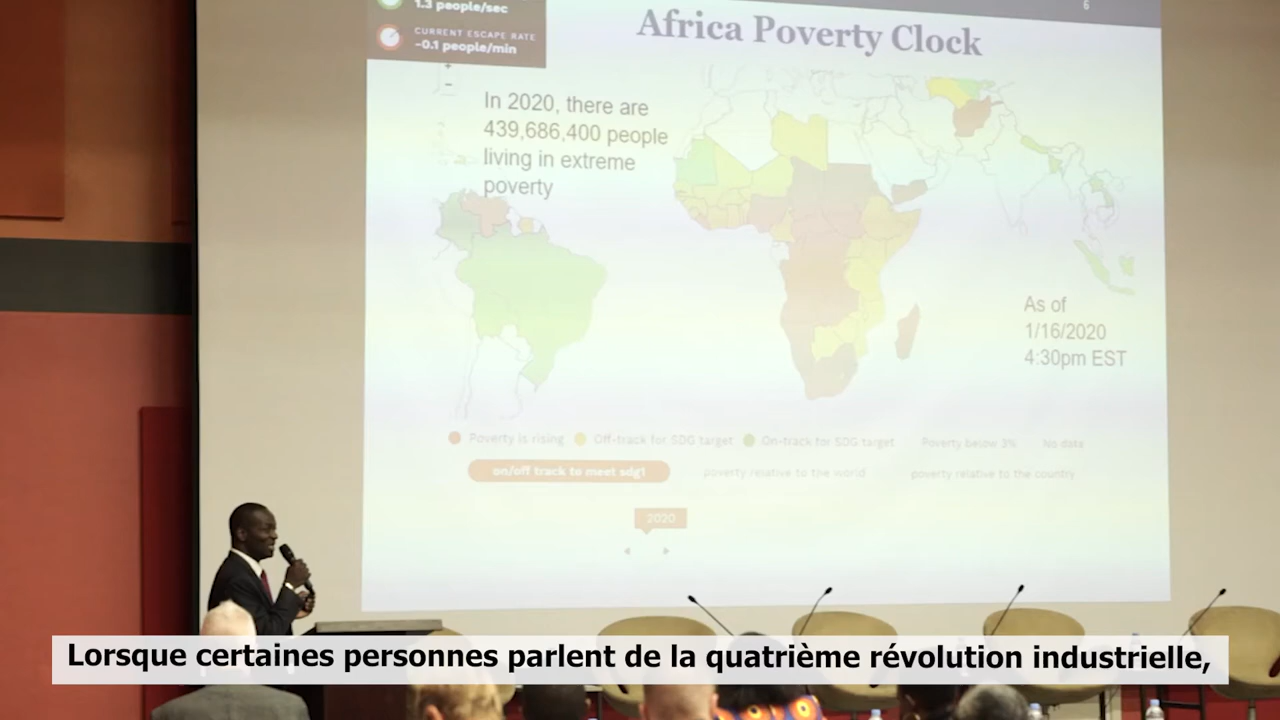 1.3 people/sec
CURRENT ESCAPE RATE
-0.1 people/min
6
Africa Poverty Clock
+
-
In 2020, there are
439,686,400 people
living in extreme
poverty
As of
1/16/2020
4:30pm EST
Poverty is rising
Off-track for SDG target
On-track for SDG target
Poverty below 3%
No data
on/off track to meet sdg1
poverty relative to the world
poverty relative to the country
2020
Lorsque certaines personnes parlent de la quatrième révolution industrielle,